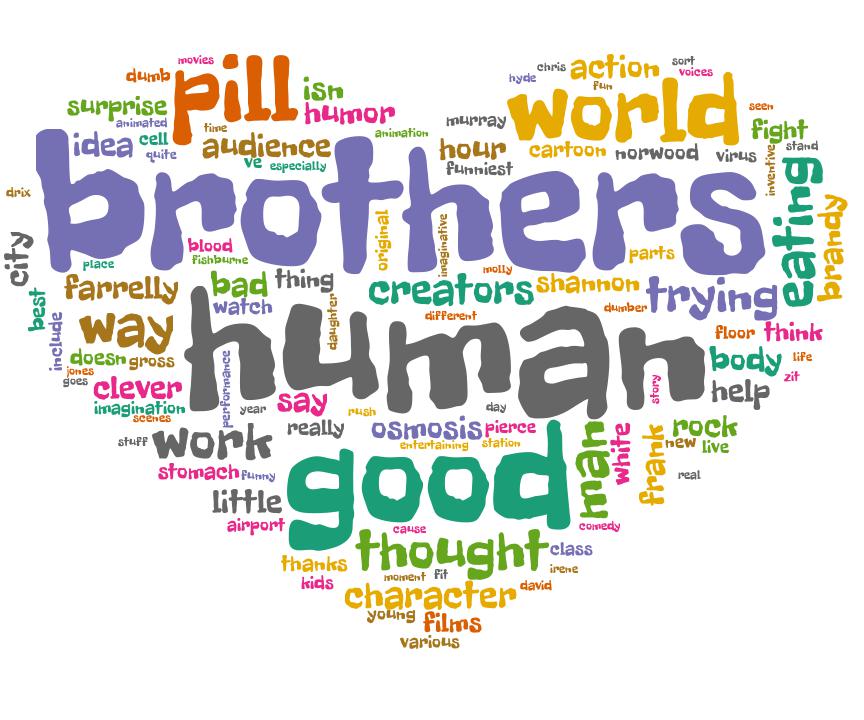 movies
dumb
pill
isn
surprise
humor
animated
time
idea
cell
quite
audience
ve
especially
animation
chris
action
sort
voices
hyde
fun
world
seen
murray
fight
hour
cartoon
norwood
virus
stand
funniest
inventive
brothers
drix
eating
brandy
city
place
blood
fishburne
original
imaginative
molly
parts
best
farrelly
bad
thing
watch
creators
shannon
trying
different
dumber
daughter
way
human
floor
think
include
doesn
gross
jones
goes
body
life
zit
clever
performance
story
help
imagination
scenes
year
say
rush
day
stuff
work
really
osmosis
pierce
entertaining
station
man
white
frank
rock
new
live
stomach
funny
real
good
little
airport
cause
comedy
thought
class
thanks
kids
moment
fit
irene
david
character
young
films
various